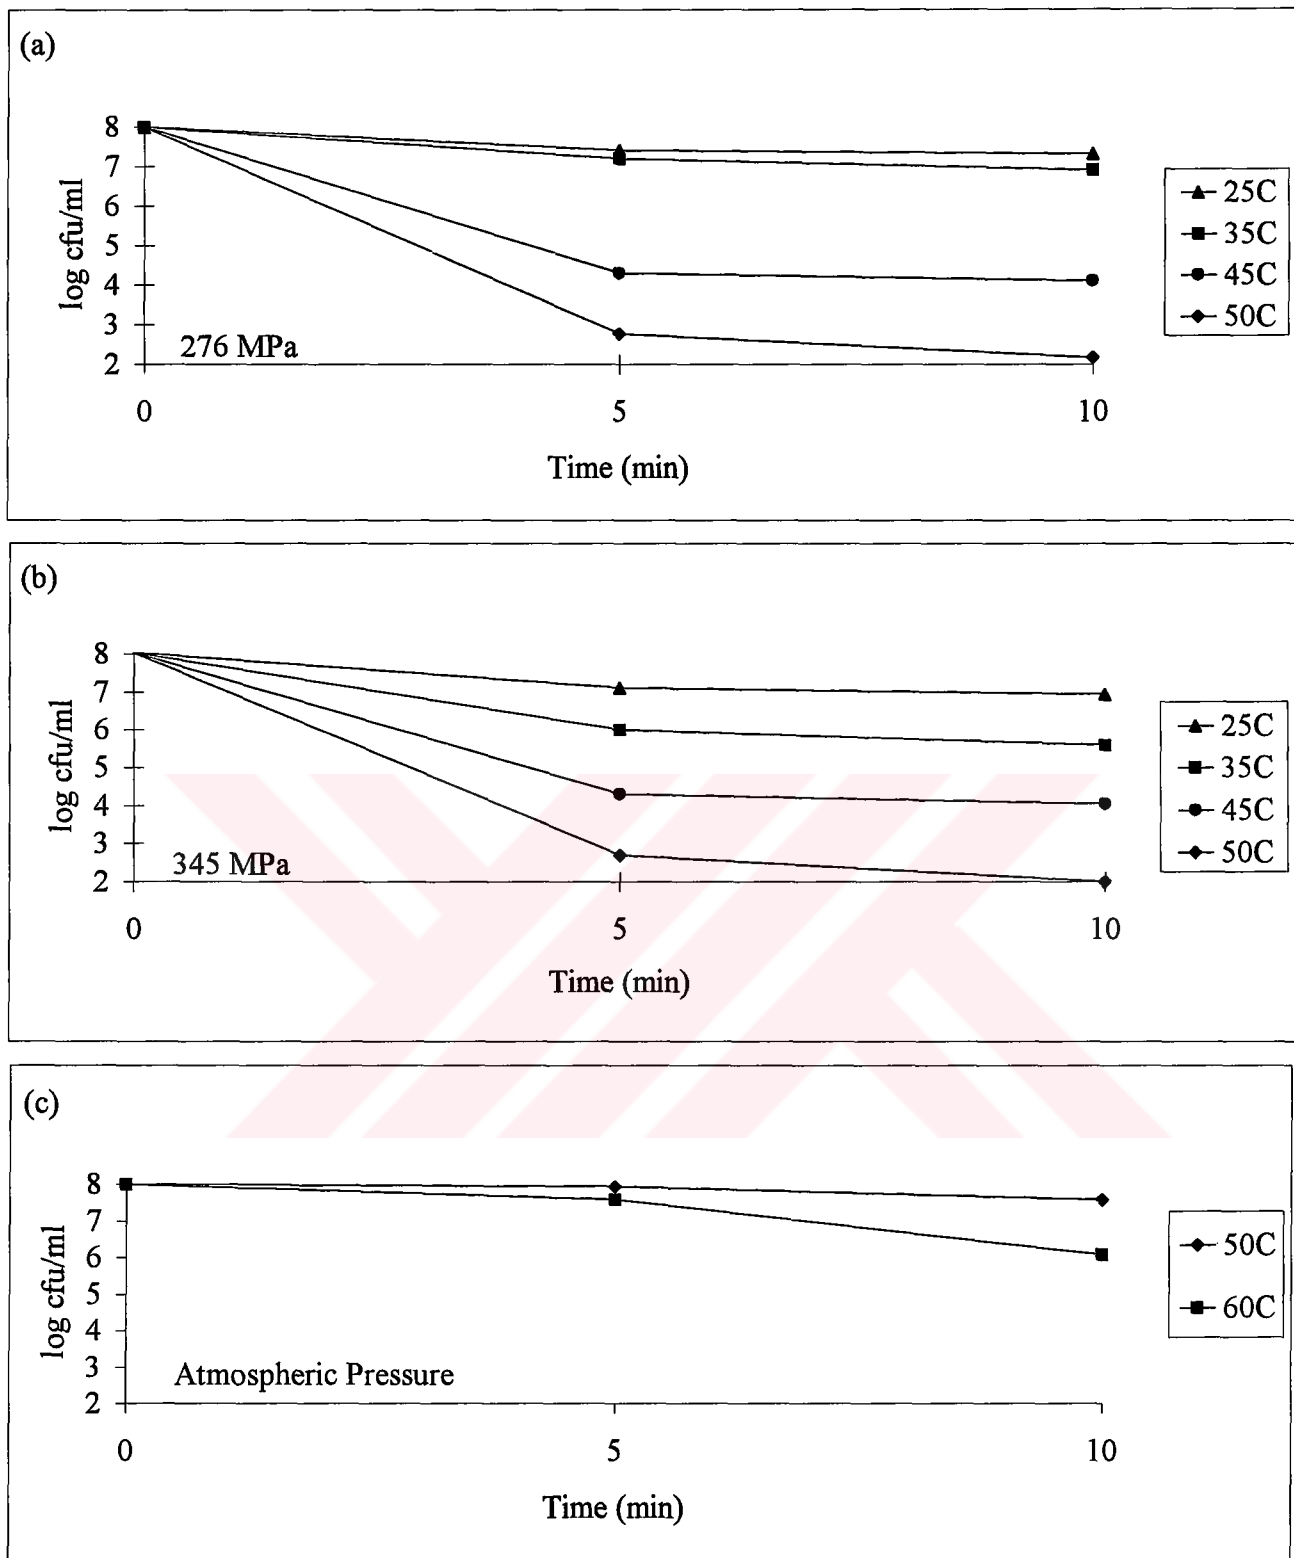 (a)
8
7
6
5
4
3
2
log cfu/ml
276 MPa
0 5 10
Time (min)
25C
35C
45C
50C
(b)
8
7
6
5
4
3
2
log cfu/ml
345 MPa
0 5 10
Time (min)
25C
35C
45C
50C
(c)
8
7
6
5
4
3
2
log cfu/ml
Atmospheric Pressure
0 5 10
Time (min)
50C
60C